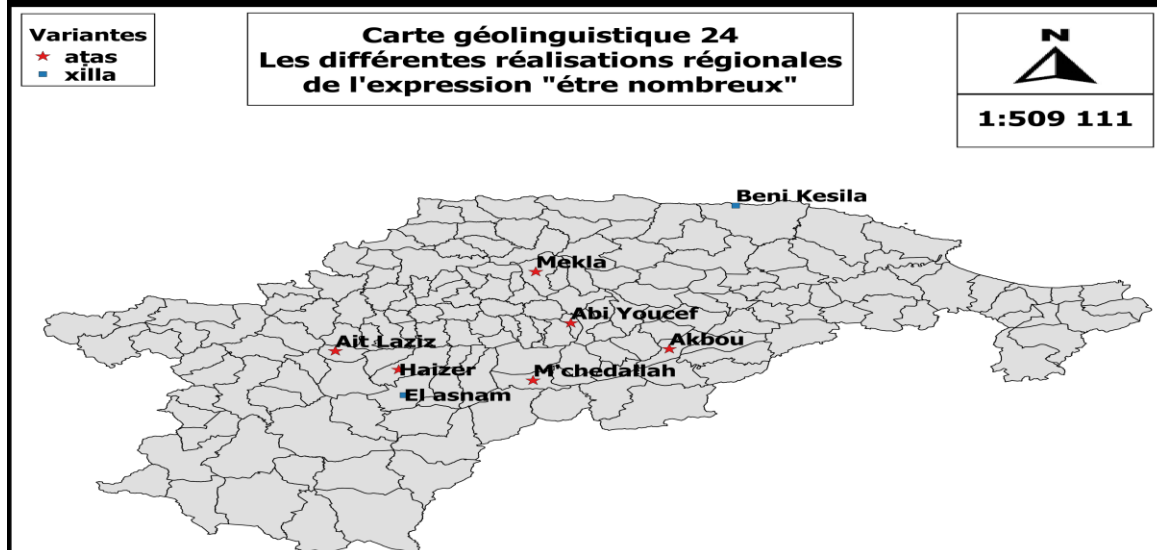 Variantes
aṭas
xilla
Carte géolinguistique 24
Les différentes réalisations régionales
de l'expression "étre nombreux"
N
1:509 111
Beni Kesila
Mekla
Abi Youcef
Ait Laziz
Akbou
Haizer
M'chedallah
El asnam